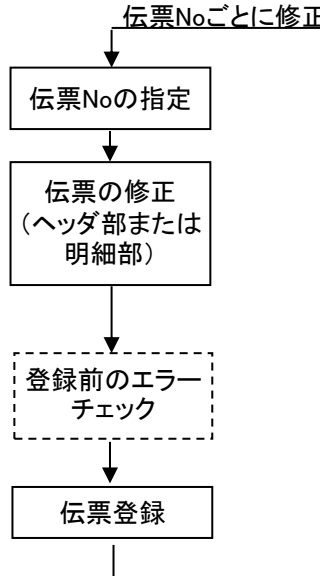 伝票Noごとに修正
伝票Noの指定
伝票の修正
（ヘッダ部または
明細部）
登録前のエラー
チェック
伝票登録